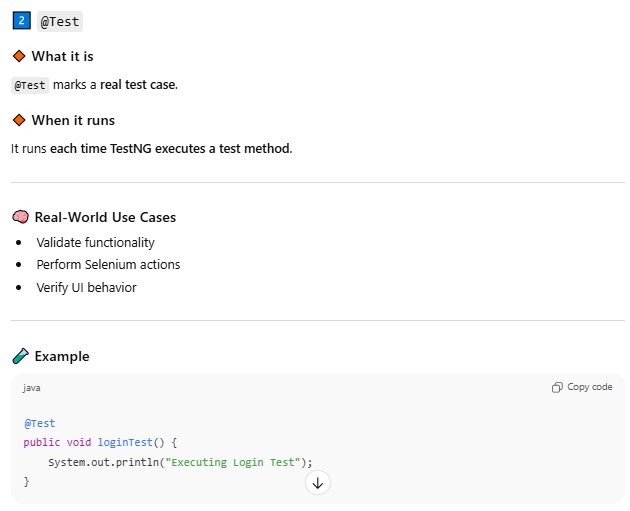 2 @Test
What it is
@Test marks a real test case.
When it runs
It runs each time TestNG executes a test method.
Real-World Use Cases
Validate functionality
Perform Selenium actions
Verify UI behavior
Example
java Copy code
@Test
public void loginTest() {
    System.out.println("Executing Login Test");
}